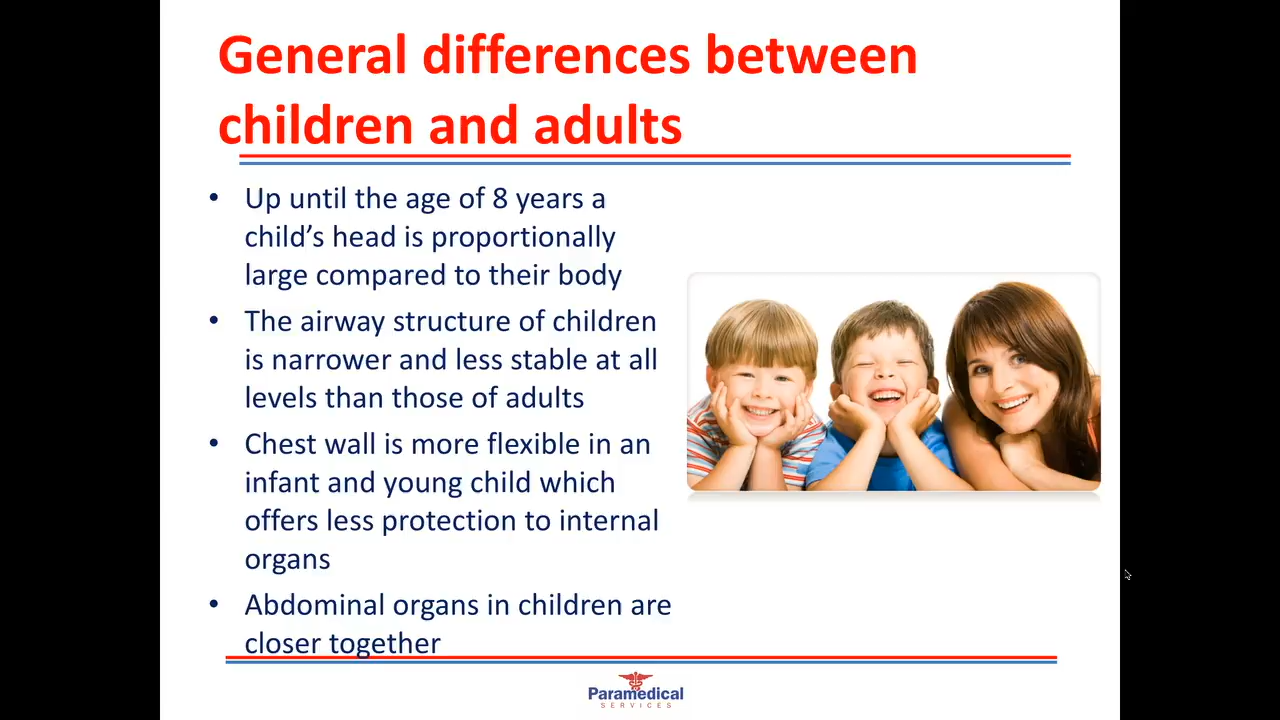 General differences between
children and adults
• Up until the age of 8 years a
child’s head is proportionally
large compared to their body
• The airway structure of children
is narrower and less stable at all
levels than those of adults
• Chest wall is more flexible in an
infant and young child which
offers less protection to internal
organs
• Abdominal organs in children are
closer together
Paramedical
SERVICES